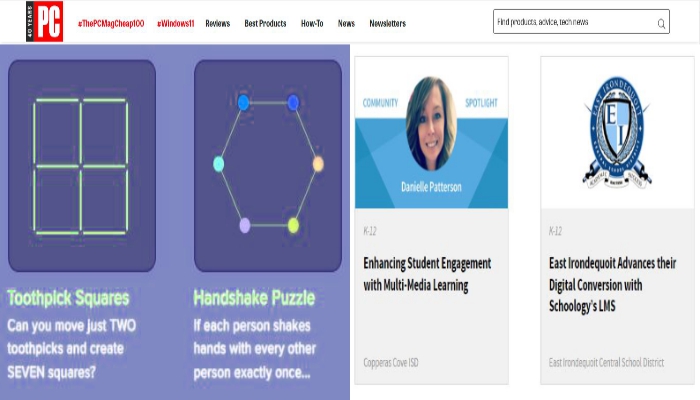 40 YEARS
PC
#ThePCMagCheap100 #Windows11 Reviews Best Products How-To News Newsletters
Find products, advice, tech news
Toothpick Squares
Can you move just TWO
toothpicks and create
SEVEN squares?
Handshake Puzzle
If each person shakes
hands with every other
person exactly once...
COMMUNITY SPOTLIGHT
Danielle Patterson
K-12
Enhancing Student Engagement
with Multi-Media Learning
Copperas Cove ISD
EAST IRONDEQUOIT
E I
K-12
East Irondequoit Advances their
Digital Conversion with
Schoology's LMS
East Irondequoit Central School District